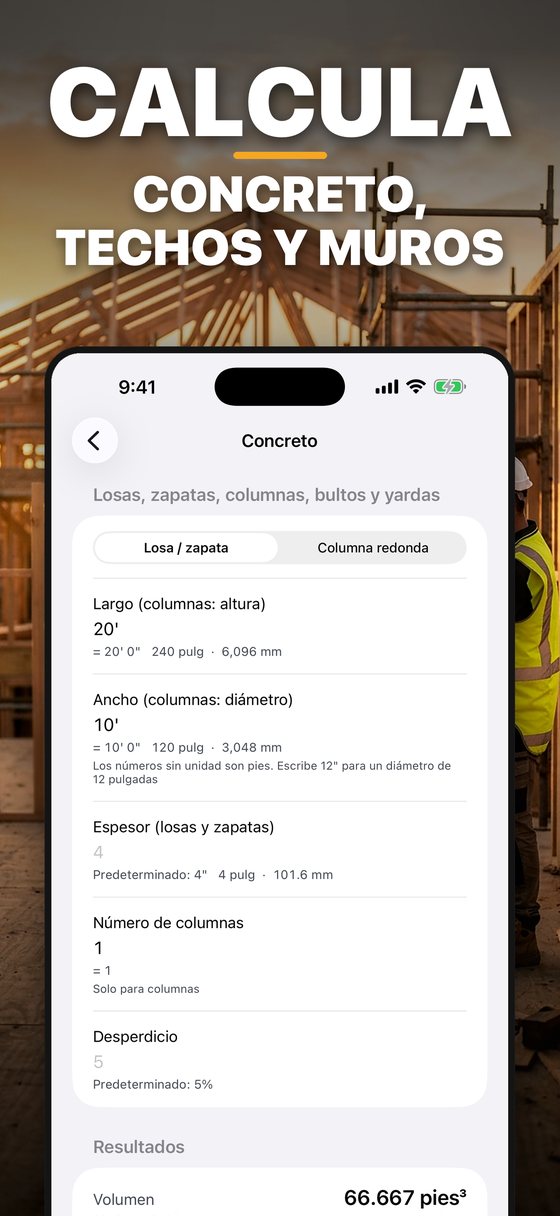 CALCULA
CONCRETO,
TECHOS Y MUROS
9:41
Concreto
Losas, zapatas, columnas, bultos y yardas
Losa / zapata
Columna redonda
Largo (columnas: altura)
20'
= 20' 0" 240 pulg · 6,096 mm
Ancho (columnas: diámetro)
10'
= 10' 0" 120 pulg · 3,048 mm
Los números sin unidad son pies. Escribe 12" para un diámetro de
12 pulgadas
Espesor (losas y zapatas)
4
Predeterminado: 4" 4 pulg · 101.6 mm
Número de columnas
1
= 1
Solo para columnas
Desperdicio
5
Predeterminado: 5%
Resultados
Volumen 66.667 pies³